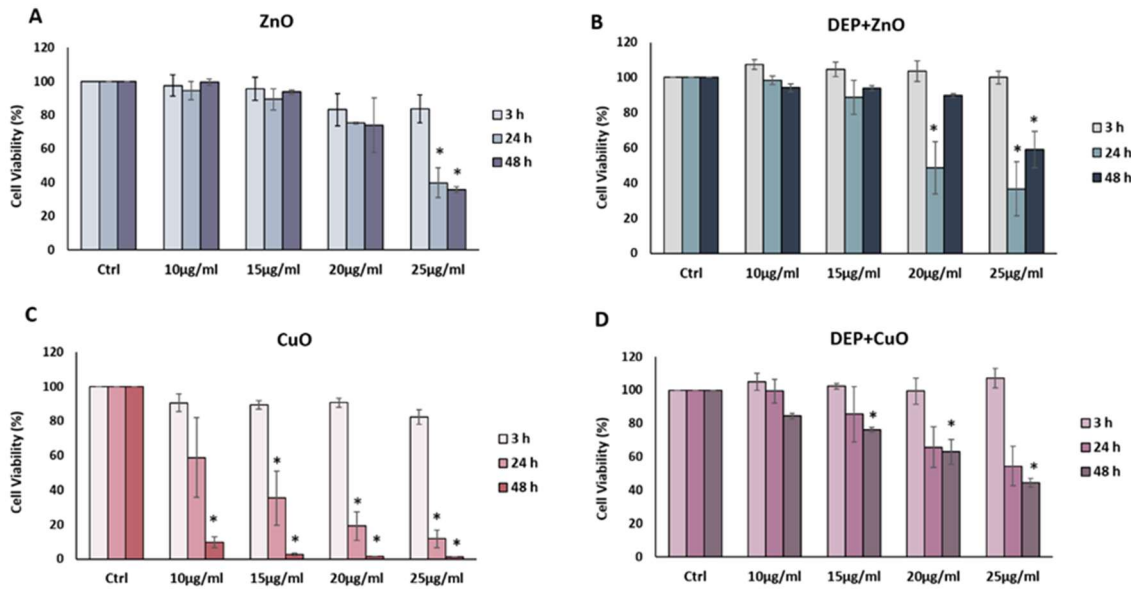 A
ZnO
Cell Viability (%)
120
100
80
60
40
20
0
* *
Ctrl 10µg/ml 15µg/ml 20µg/ml 25µg/ml
3 h
24 h
48 h
B
DEP+ZnO
Cell Viability (%)
120
100
80
60
40
20
0
* * *
Ctrl 10µg/ml 15µg/ml 20µg/ml 25µg/ml
3 h
24 h
48 h
C
CuO
Cell Viability (%)
120
100
80
60
40
20
0
* * * * * * *
Ctrl 10µg/ml 15µg/ml 20µg/ml 25µg/ml
3 h
24 h
48 h
D
DEP+CuO
Cell Viability (%)
120
100
80
60
40
20
0
* * *
Ctrl 10µg/ml 15µg/ml 20µg/ml 25µg/ml
3 h
24 h
48 h